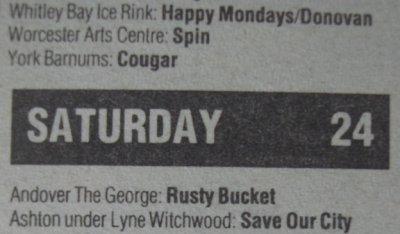 Whitley Bay Ice Rink: Happy Mondays/Donovan
Worcester Arts Centre: Spin
York Barnums: Cougar
SATURDAY 24
Andover The George: Rusty Bucket
Ashton under Lyne Witchwood: Save Our City